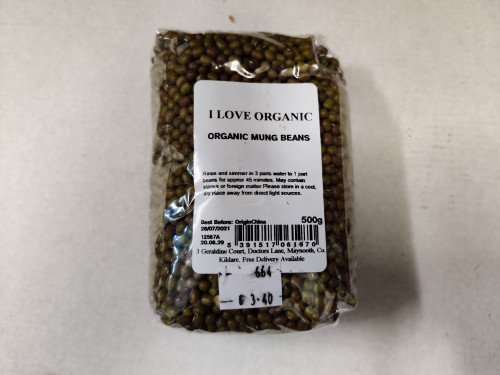 I LOVE ORGANIC
ORGANIC MUNG BEANS
Rinse and simmer in 3 parts water to 1 part
beans for approx 45 minutes. May contain
stones or foreign matter Please store in a cool,
dry place away from direct light sources.
Best Before: Origin:China
28/07/2021
500g
12567A
20.06.29
5 391517 061970
3 Geraldine Court, Doctors Lane, Maynooth, Co.
Kildare. Free Delivery Available
664
€ 3.40